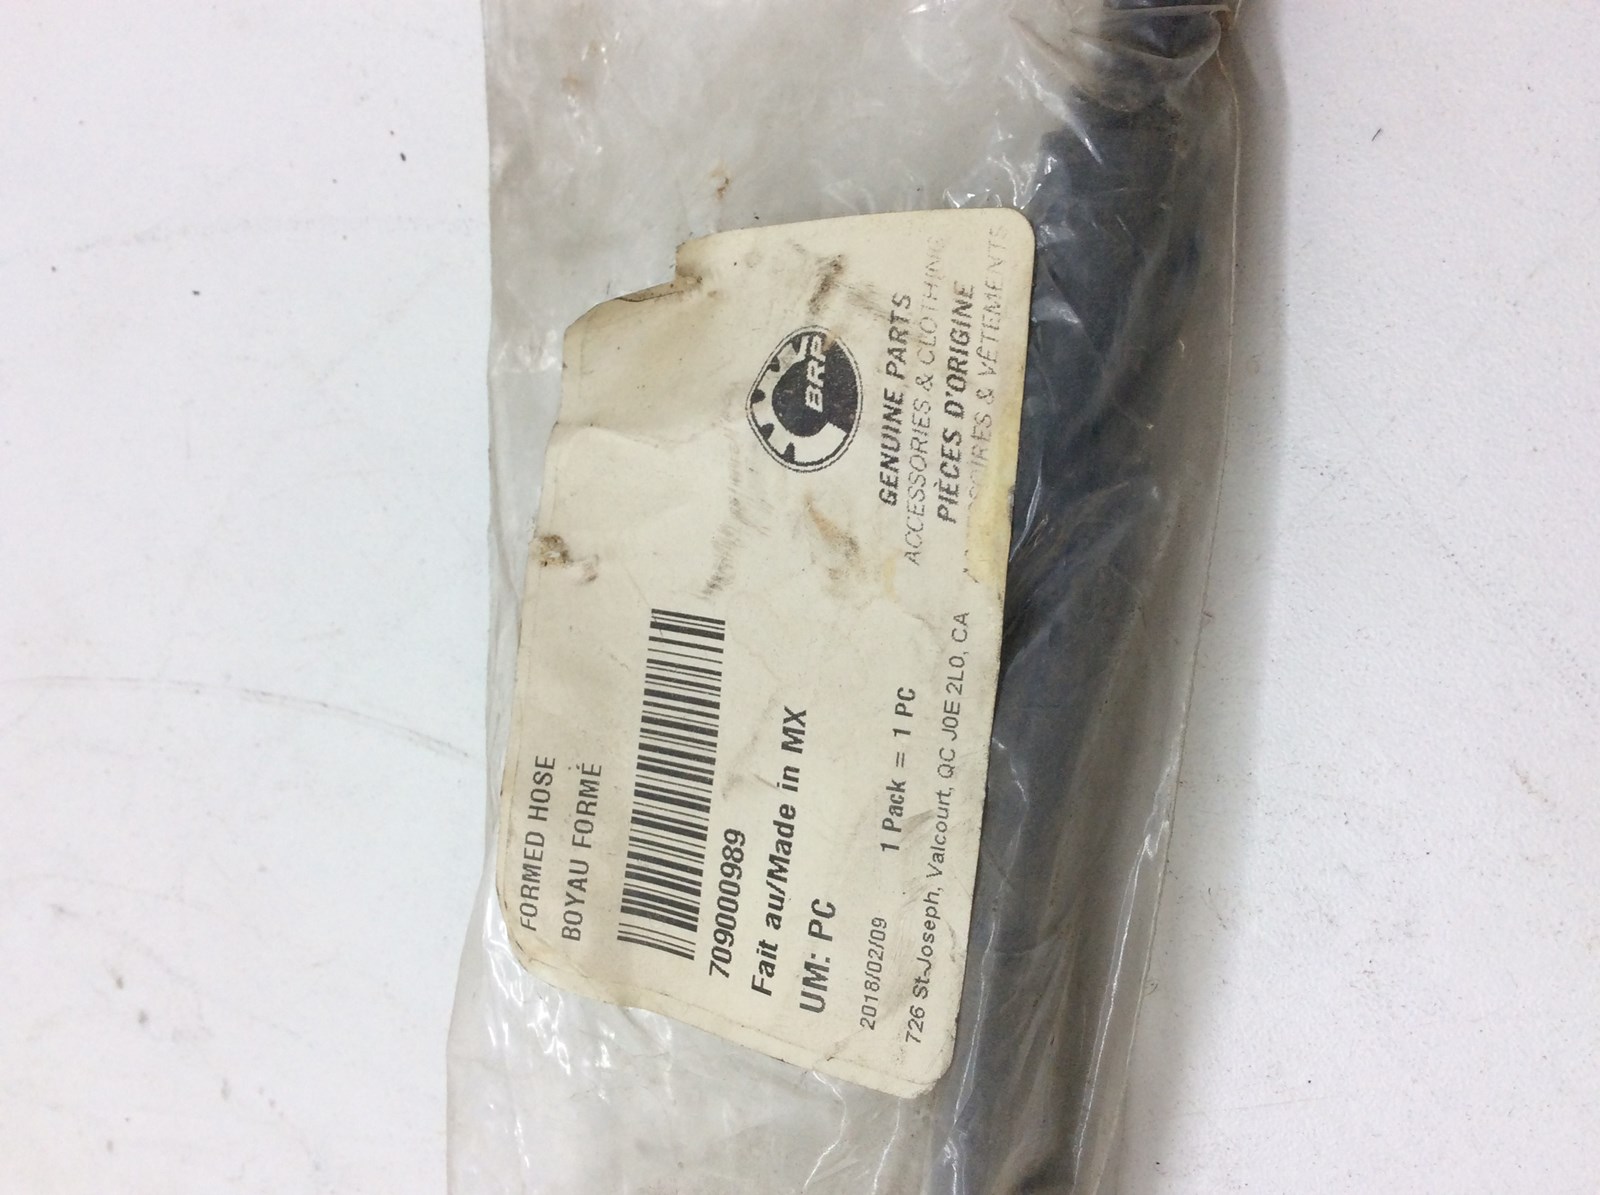 FORMED HOSE
BOYAU FORMÉ
709000989
Fait au/Made in MX
UM: PC
2018/02/09
1 Pack = 1 PC
726 St-Joseph, Valcourt, QC J0E 2L0, CA
BRP
GENUINE PARTS
ACCESSORIES & CLOTHING
PIÈCES D'ORIGINE
& VÊTEMENTS